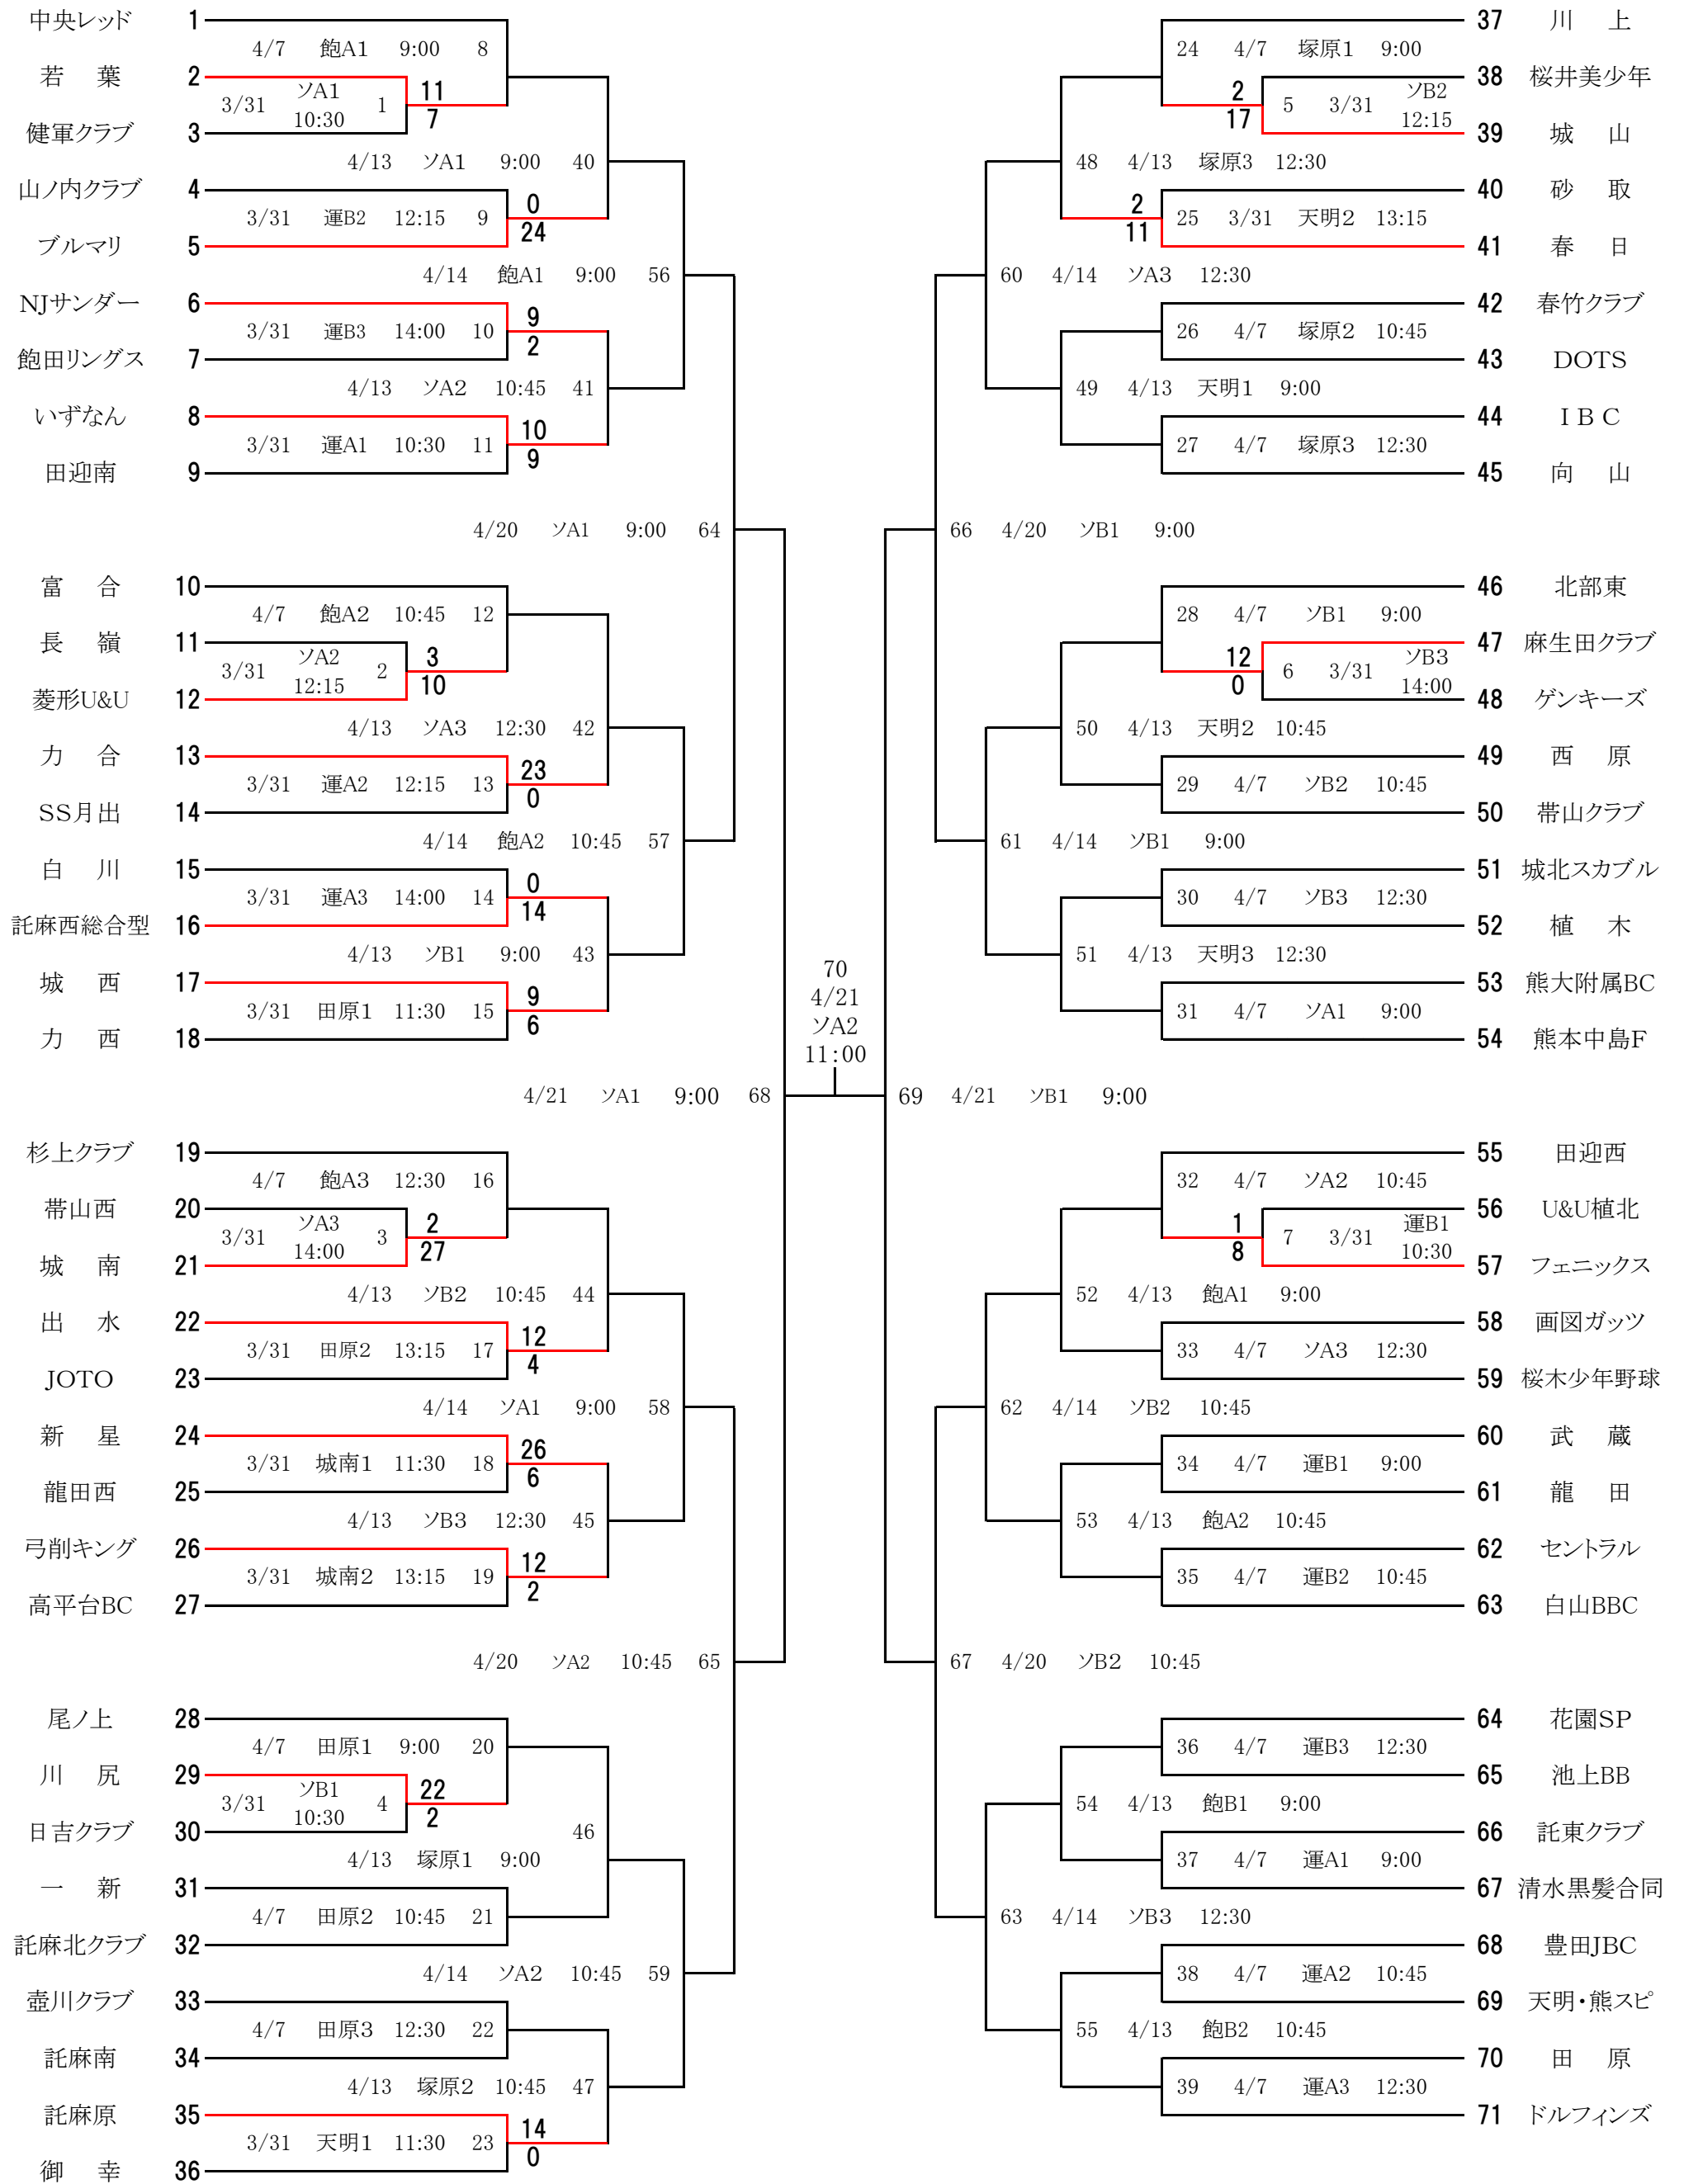 中央レッド 1
4/7 飽A1 9:00 8
若 葉 2
3/31 ソA1 10:30 1
11
7
健軍クラブ 3
4/13 ソA1 9:00 40
山ノ内クラブ 4
3/31 運B2 12:15 9
0
24
ブルマリ 5
4/14 飽A1 9:00 56
NJサンダー 6
3/31 運B3 14:00 10
9
2
飽田リングス 7
4/13 ソA2 10:45 41
いずなん 8
3/31 運A1 10:30 11
10
9
田迎南 9
4/20 ソA1 9:00 64
富 合 10
4/7 飽A2 10:45 12
長 嶺 11
3/31 ソA2 12:15 2
3
10
菱形U&U 12
4/13 ソA3 12:30 42
力 合 13
3/31 運A2 12:15 13
23
0
SS月出 14
4/14 飽A2 10:45 57
白 川 15
3/31 運A3 14:00 14
0
14
託麻西総合型 16
4/13 ソB1 9:00 43
城 西 17
3/31 田原1 11:30 15
9
6
力 西 18
4/21 ソA1 9:00 68
杉上クラブ 19
4/7 飽A3 12:30 16
帯山西 20
3/31 ソA3 14:00 3
2
27
城 南 21
4/13 ソB2 10:45 44
出 水 22
3/31 田原2 13:15 17
12
4
JOTO 23
4/14 ソA1 9:00 58
新 星 24
3/31 城南1 11:30 18
26
6
龍田西 25
4/13 ソB3 12:30 45
弓削キング 26
3/31 城南2 13:15 19
12
2
高平台BC 27
4/20 ソA2 10:45 65
尾ノ上 28
4/7 田原1 9:00 20
川 尻 29
3/31 ソB1 10:30 4
22
2
日吉クラブ 30
46
4/13 塚原1 9:00
一 新 31
4/7 田原2 10:45 21
託麻北クラブ 32
4/14 ソA2 10:45 59
壺川クラブ 33
4/7 田原3 12:30 22
託麻南 34
4/13 塚原2 10:45 47
託麻原 35
3/31 天明1 11:30 23
14
0
御 幸 36
70
4/21
ソA2
11:00
37 川 上
24 4/7 塚原1 9:00
38 桜井美少年
2
17
5 3/31 ソB2 12:15
39 城 山
48 4/13 塚原3 12:30
40 砂 取
2
11
25 3/31 天明2 13:15
41 春 日
60 4/14 ソA3 12:30
42 春竹クラブ
26 4/7 塚原2 10:45
43 DOTS
49 4/13 天明1 9:00
44 I B C
27 4/7 塚原3 12:30
45 向 山
66 4/20 ソB1 9:00
46 北部東
28 4/7 ソB1 9:00
47 麻生田クラブ
12
0
6 3/31 ソB3 14:00
48 ゲンキーズ
50 4/13 天明2 10:45
49 西 原
29 4/7 ソB2 10:45
50 帯山クラブ
61 4/14 ソB1 9:00
51 城北スカブル
30 4/7 ソB3 12:30
52 植 木
51 4/13 天明3 12:30
53 熊大附属BC
31 4/7 ソA1 9:00
54 熊本中島F
69 4/21 ソB1 9:00
55 田迎西
32 4/7 ソA2 10:45
56 U&U植北
1
8
7 3/31 運B1 10:30
57 フェニックス
52 4/13 飽A1 9:00
58 画図ガッツ
33 4/7 ソA3 12:30
59 桜木少年野球
62 4/14 ソB2 10:45
60 武 蔵
34 4/7 運B1 9:00
61 龍 田
53 4/13 飽A2 10:45
62 セントラル
35 4/7 運B2 10:45
63 白山BBC
67 4/20 ソB2 10:45
64 花園SP
36 4/7 運B3 12:30
65 池上BB
54 4/13 飽B1 9:00
66 託東クラブ
37 4/7 運A1 9:00
67 清水黒髪合同
63 4/14 ソB3 12:30
68 豊田JBC
38 4/7 運A2 10:45
69 天明・熊スピ
55 4/13 飽B2 10:45
70 田 原
39 4/7 運A3 12:30
71 ドルフィンズ